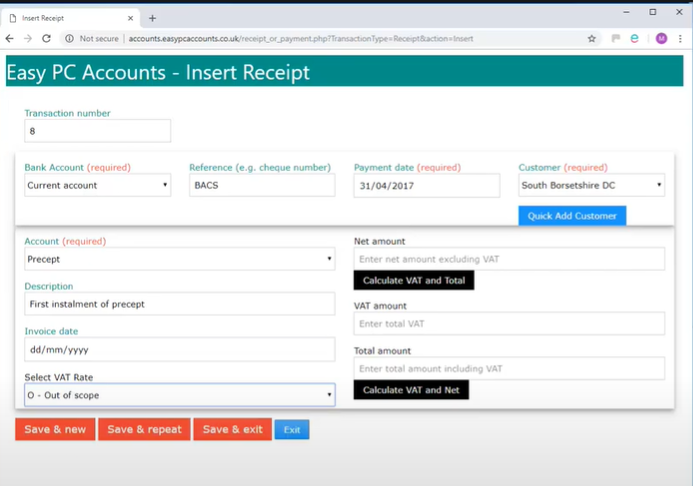 Insert Receipt
Not secure | accounts.easypcaccounts.co.uk/receipt_or_payment.php?TransactionType=Receipt&action=Insert
M
Easy PC Accounts - Insert Receipt
Transaction number
8
Bank Account (required)
Current account
Reference (e.g. cheque number)
BACS
Payment date (required)
31/04/2017
Customer (required)
South Borsetshire DC
Quick Add Customer
Account (required)
Precept
Description
First instalment of precept
Invoice date
dd/mm/yyyy
Select VAT Rate
O - Out of scope
Net amount
Enter net amount excluding VAT
Calculate VAT and Total
VAT amount
Enter total VAT
Total amount
Enter total amount including VAT
Calculate VAT and Net
Save & new
Save & repeat
Save & exit
Exit